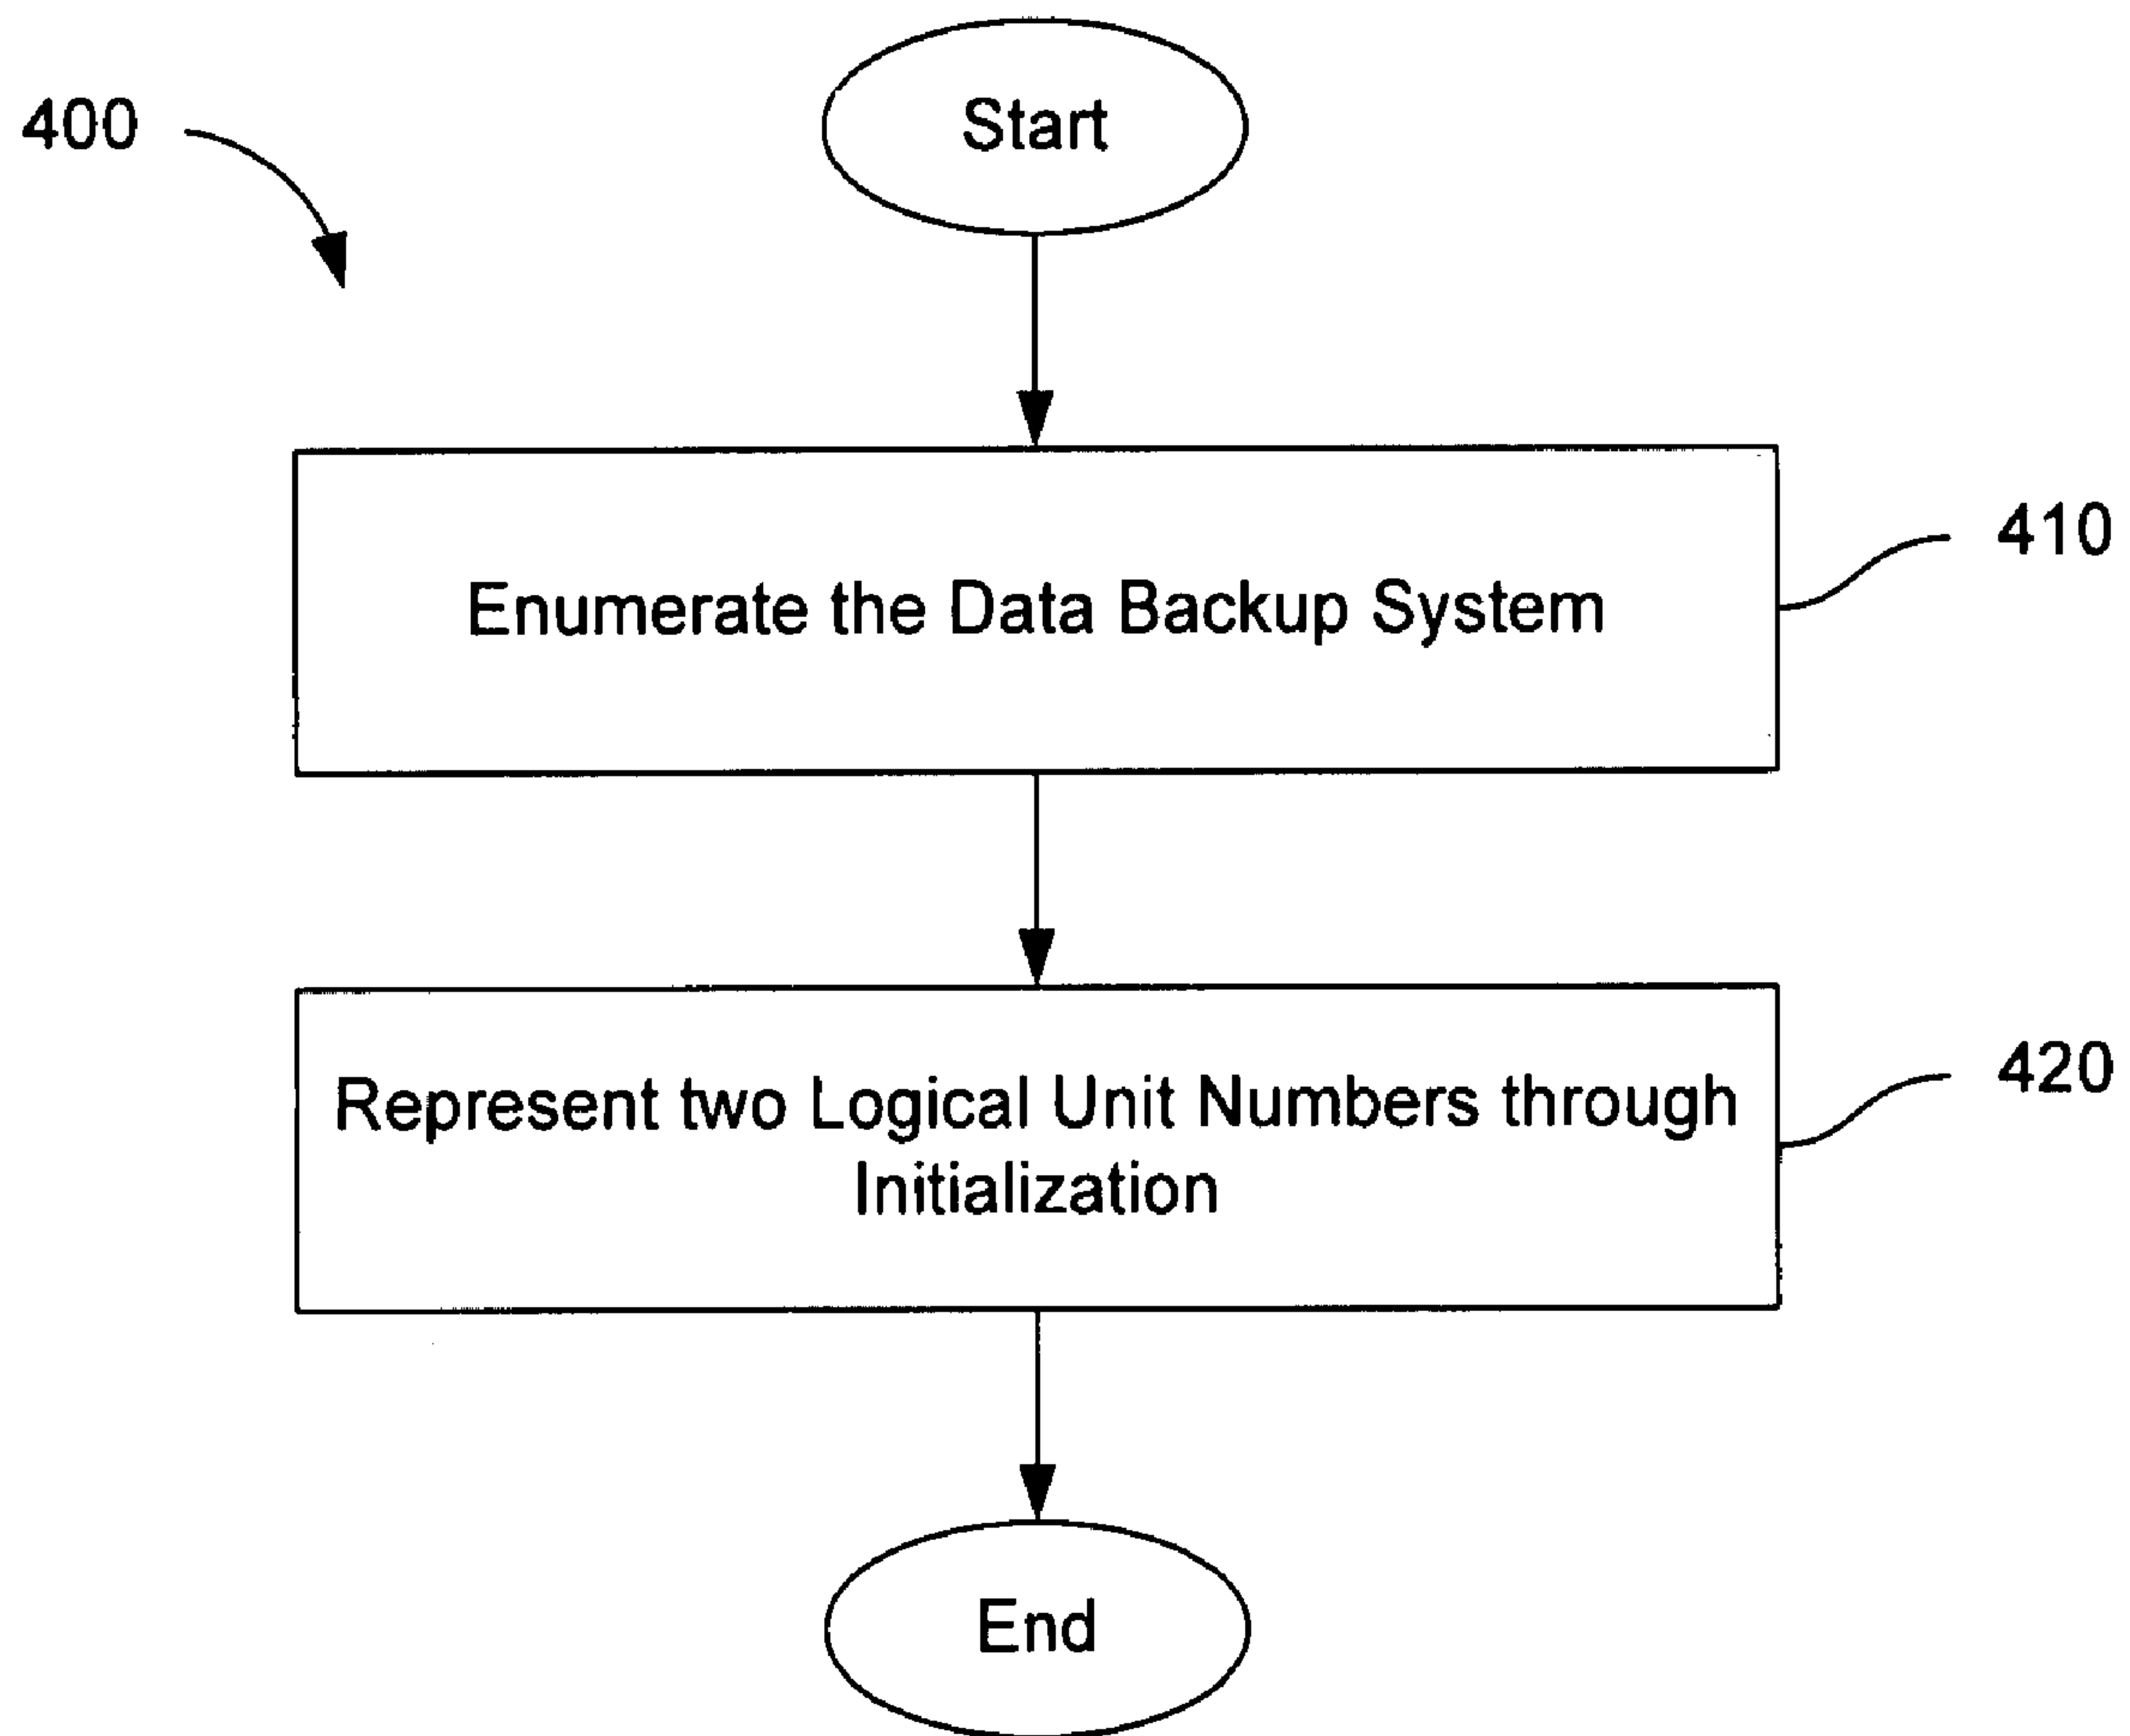 400
Start
410
Enumerate the Data Backup System
420
Represent two Logical Unit Numbers through
Initialization
End